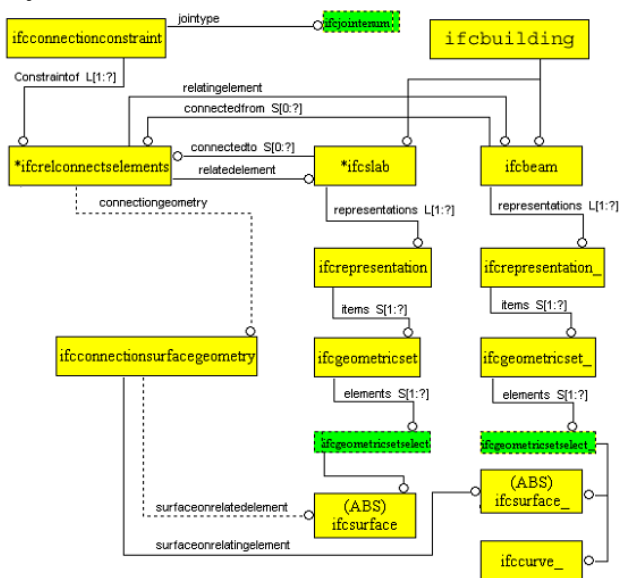 jointype
ifcconnectionconstraint
ifcjointenum
ifcbuilding
Constraintof L[1:?]
relatingelement
connectedfrom S[0:?]
*ifcrelconnectselements
connectedto S[0:?]
relatedelement
*ifcslab
ifcbeam
connectiongeometry
representations L[1:?]
representations L[1:?]
ifcrepresentation
ifcrepresentation_
items S[1:?]
items S[1:?]
ifcconnectionsurfacegeometry
ifcgeometricset
ifcgeometricset_
elements S[1:?]
elements S[1:?]
ifcgeometricsetselect
ifcgeometricsetselect_
surfaceonrelatedelement
(ABS)
ifcsurface
(ABS)
ifcsurface_
surfaceonrelatingelement
ifccurve_